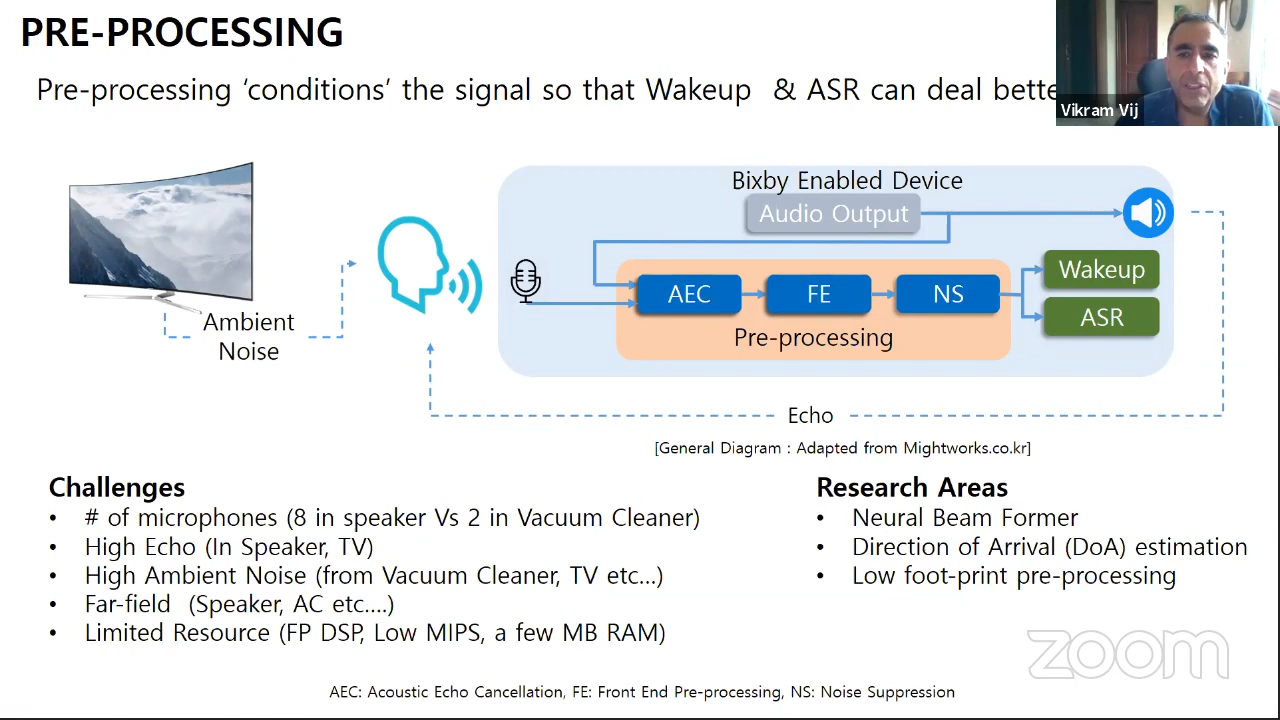 PRE-PROCESSING
Pre-processing ‘conditions’ the signal so that Wakeup & ASR can deal
Vikram Vij
Bixby Enabled Device
Audio Output
Wakeup
AEC
FE
NS
ASR
Pre-processing
Ambient
Noise
Echo
[General Diagram : Adapted from Mightworks.co.kr]
Challenges
• # of microphones (8 in speaker Vs 2 in Vacuum Cleaner)
• High Echo (In Speaker, TV)
• High Ambient Noise (from Vacuum Cleaner, TV etc...)
• Far-field (Speaker, AC etc....)
• Limited Resource (FP DSP, Low MIPS, a few MB RAM)
Research Areas
• Neural Beam Former
• Direction of Arrival (DoA) estimation
• Low foot-print pre-processing
zoom
AEC: Acoustic Echo Cancellation, FE: Front End Pre-processing, NS: Noise Suppression